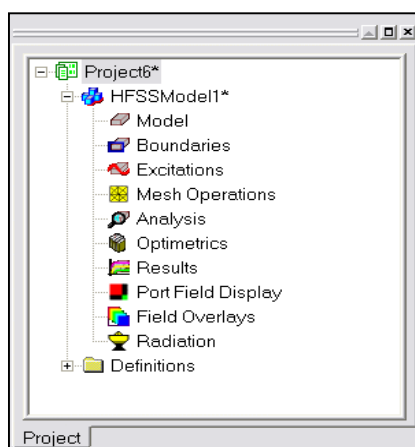 Project6*
HFSSModel1*
Model
Boundaries
Excitations
Mesh Operations
Analysis
Optimetrics
Results
Port Field Display
Field Overlays
Radiation
Definitions
Project